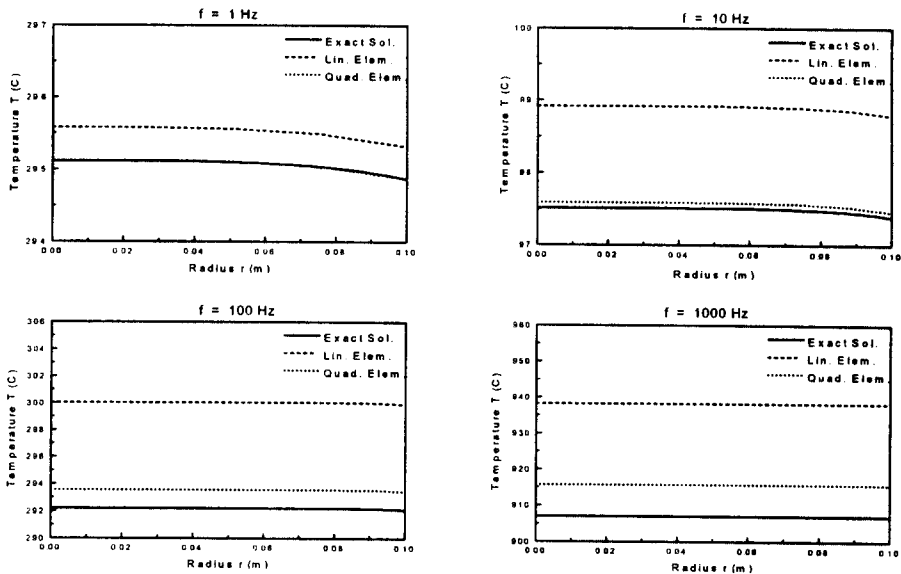 f = 1 Hz
29.7
29.6
29.5
29.4
Temperature T (C)
Exact Sol.
Lin. Elem.
Quad. Elem.
0.00
0.02
0.04
0.06
0.08
0.10
Radius r (m)
f = 10 Hz
100
99
98
97
Temperature T (C)
Exact Sol.
Lin. Elem.
Quad. Elem
0.00
0.02
0.04
0.06
0.08
0.10
Radius r (m)
f = 100 Hz
306
304
302
300
298
296
294
292
290
Temperature T (C)
Exact Sol.
Lin. Elem.
Quad. Elem
0.00
0.02
0.04
0.06
0.08
0.10
Radius r (m)
f = 1000 Hz
960
950
940
930
920
910
900
Temperature T (C)
Exact Sol.
Lin. Elem.
Quad. Elem
0.00
0.02
0.04
0.06
0.08
0.10
Radius r (m)